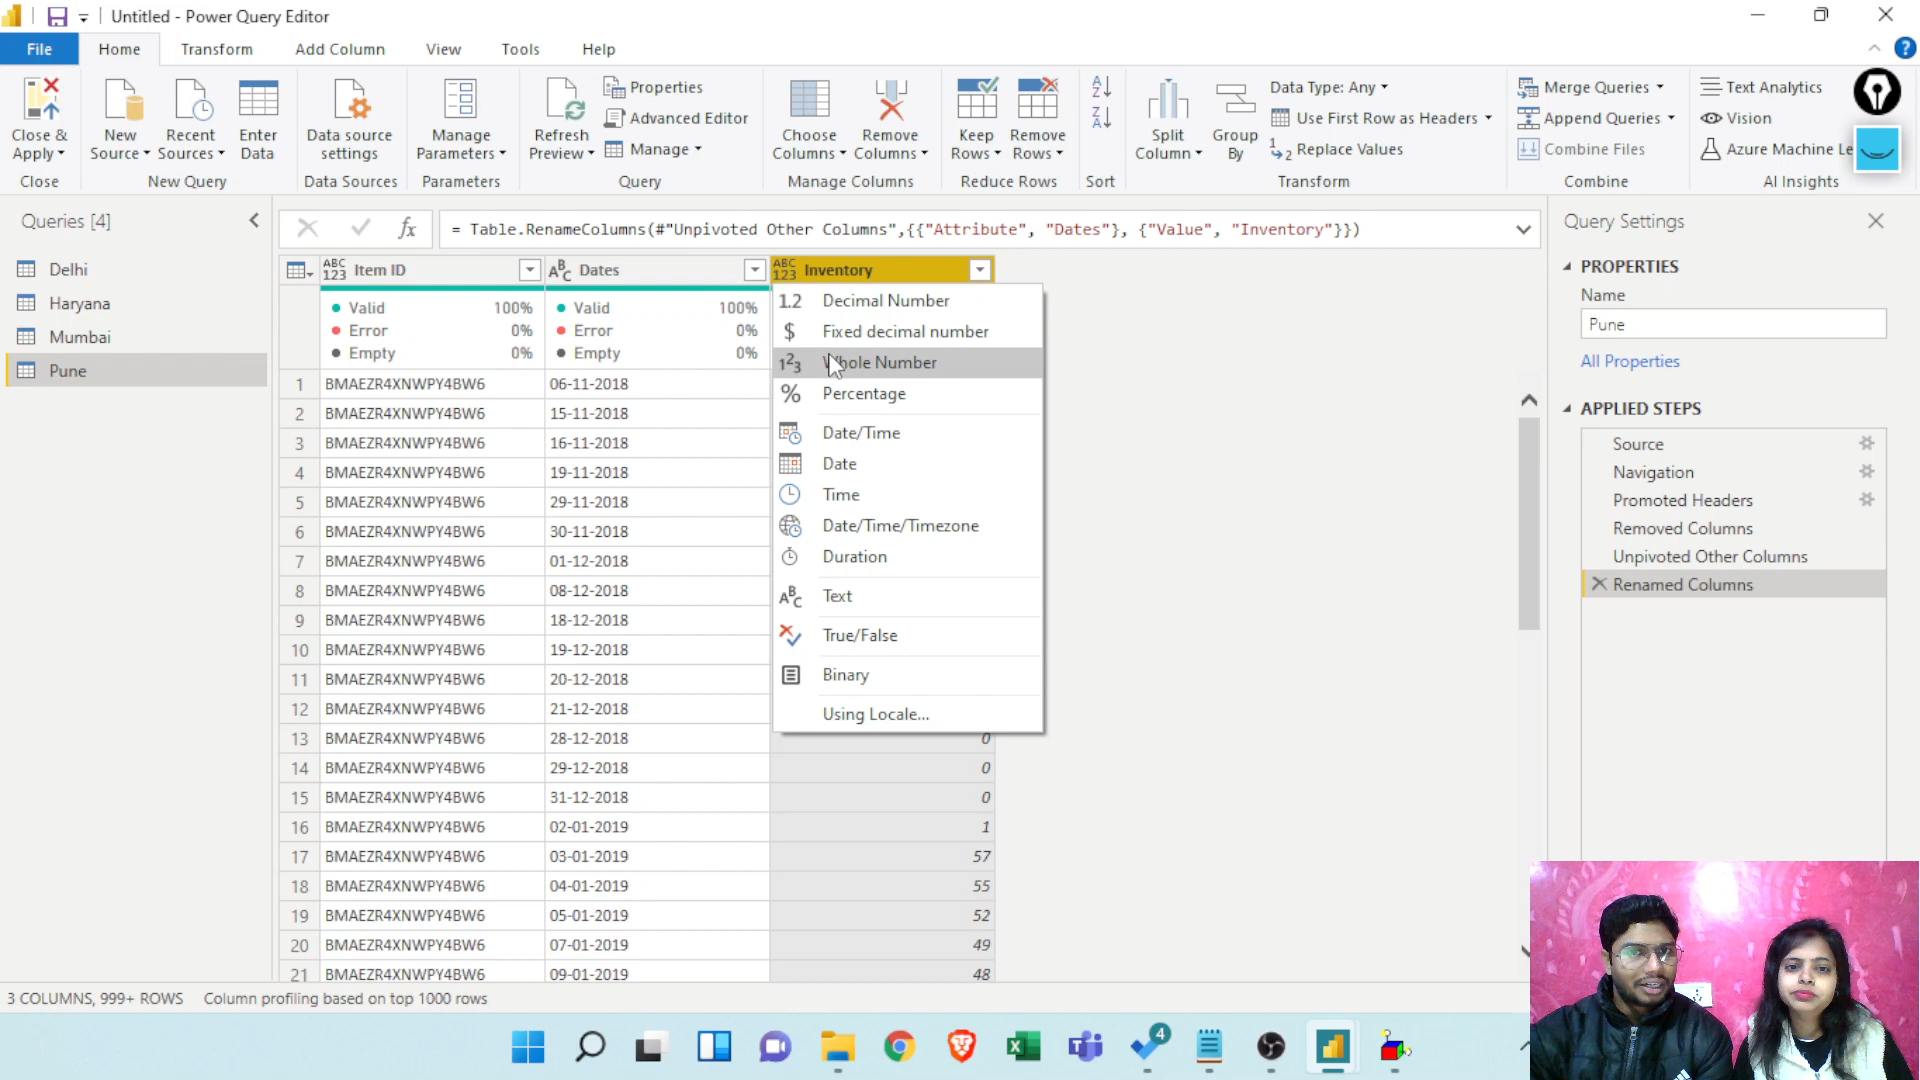 Untitled - Power Query Editor
File Home Transform Add Column View Tools Help
Close & Apply
Close
New Source
Recent Sources
Enter Data
New Query
Data source settings
Data Sources
Manage Parameters
Parameters
Refresh Preview
Properties
Advanced Editor
Manage
Query
Choose Columns
Remove Columns
Manage Columns
Keep Rows
Remove Rows
Reduce Rows
Sort
Split Column
Group By
Data Type: Any
Use First Row as Headers
Replace Values
Transform
Merge Queries
Append Queries
Combine Files
Combine
Text Analytics
Vision
Azure Machine Le
AI Insights
Queries [4]
Delhi
Haryana
Mumbai
Pune
fx = Table.RenameColumns(#"Unpivoted Other Columns",{{"Attribute", "Dates"}, {"Value", "Inventory"}})
ABC 123 Item ID ABC Dates ABC 123 Inventory
Valid 100% Valid 100%
Error 0% Error 0%
Empty 0% Empty 0%
1 BMAEZR4XNWPY4BW6 06-11-2018
2 BMAEZR4XNWPY4BW6 15-11-2018
3 BMAEZR4XNWPY4BW6 16-11-2018
4 BMAEZR4XNWPY4BW6 19-11-2018
5 BMAEZR4XNWPY4BW6 29-11-2018
6 BMAEZR4XNWPY4BW6 30-11-2018
7 BMAEZR4XNWPY4BW6 01-12-2018
8 BMAEZR4XNWPY4BW6 08-12-2018
9 BMAEZR4XNWPY4BW6 18-12-2018
10 BMAEZR4XNWPY4BW6 19-12-2018
11 BMAEZR4XNWPY4BW6 20-12-2018
12 BMAEZR4XNWPY4BW6 21-12-2018
13 BMAEZR4XNWPY4BW6 28-12-2018 0
14 BMAEZR4XNWPY4BW6 29-12-2018 0
15 BMAEZR4XNWPY4BW6 31-12-2018 0
16 BMAEZR4XNWPY4BW6 02-01-2019 1
17 BMAEZR4XNWPY4BW6 03-01-2019 57
18 BMAEZR4XNWPY4BW6 04-01-2019 55
19 BMAEZR4XNWPY4BW6 05-01-2019 52
20 BMAEZR4XNWPY4BW6 07-01-2019 49
21 BMAEZR4XNWPY4BW6 09-01-2019 48
1.2 Decimal Number
$ Fixed decimal number
123 Whole Number
% Percentage
Date/Time
Date
Time
Date/Time/Timezone
Duration
ABC Text
True/False
Binary
Using Locale...
Query Settings
PROPERTIES
Name
Pune
All Properties
APPLIED STEPS
Source
Navigation
Promoted Headers
Removed Columns
Unpivoted Other Columns
Renamed Columns
3 COLUMNS, 999+ ROWS Column profiling based on top 1000 rows
4